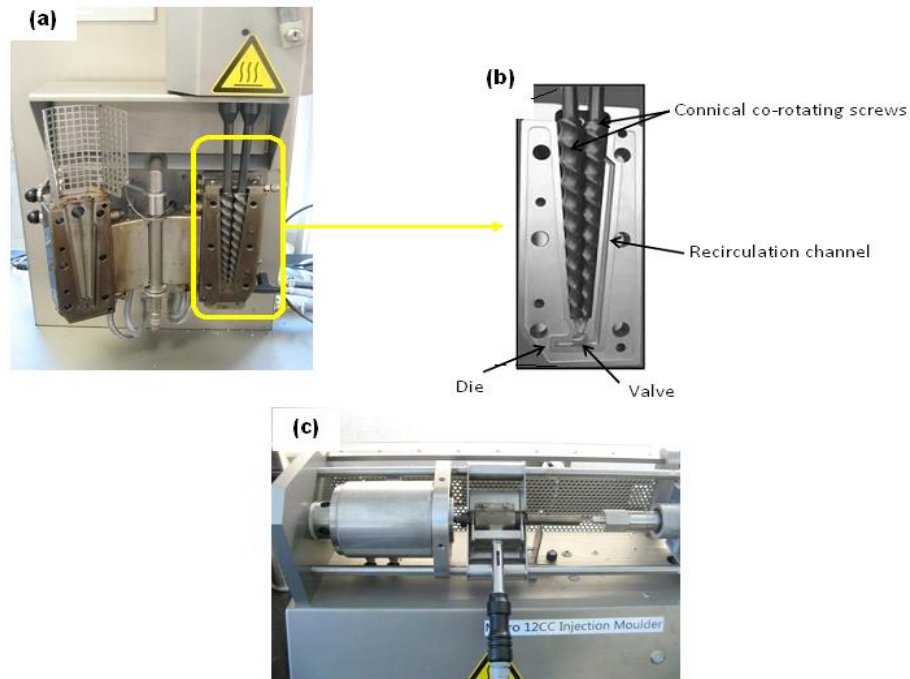 (a)
(b)
Connical co-rotating screws
Recirculation channel
Die
Valve
(c)
12CC Injection Moulder